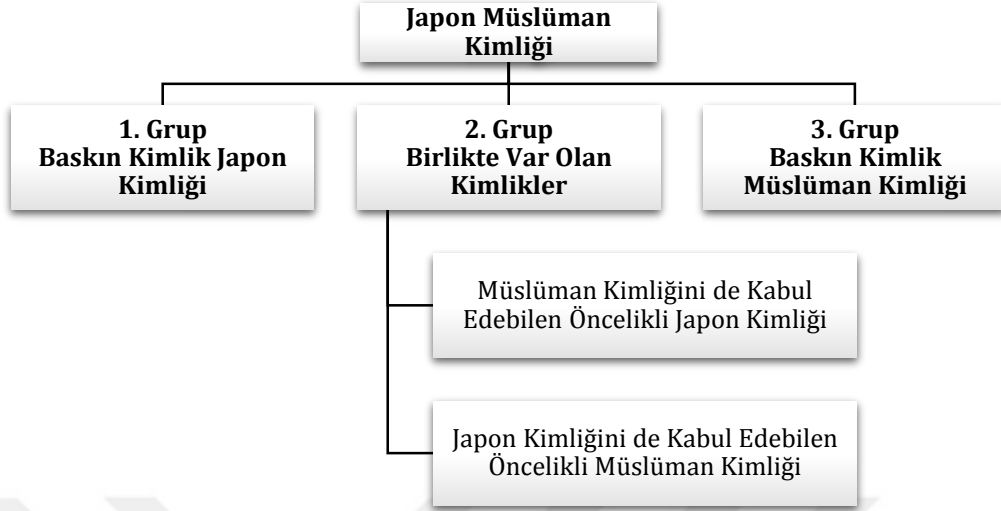 Japon Müslüman
Kimliği
1. Grup
Baskın Kimlik Japon
Kimliği
2. Grup
Birlikte Var Olan
Kimlikler
3. Grup
Baskın Kimlik
Müslüman Kimliği
Müslüman Kimliğini de Kabul
Edebilen Öncelikli Japon Kimliği
Japon Kimliğini de Kabul Edebilen
Öncelikli Müslüman Kimliği